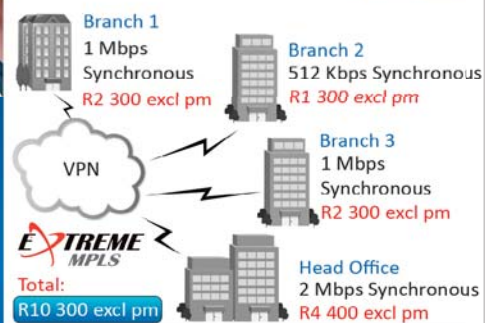 Branch 1
1 Mbps
Synchronous
R2 300 excl pm
Branch 2
512 Kbps Synchronous
R1 300 excl pm
Branch 3
1 Mbps
Synchronous
R2 300 excl pm
VPN
EXTREME
MPLS
Total:
R10 300 excl pm
Head Office
2 Mbps Synchronous
R4 400 excl pm